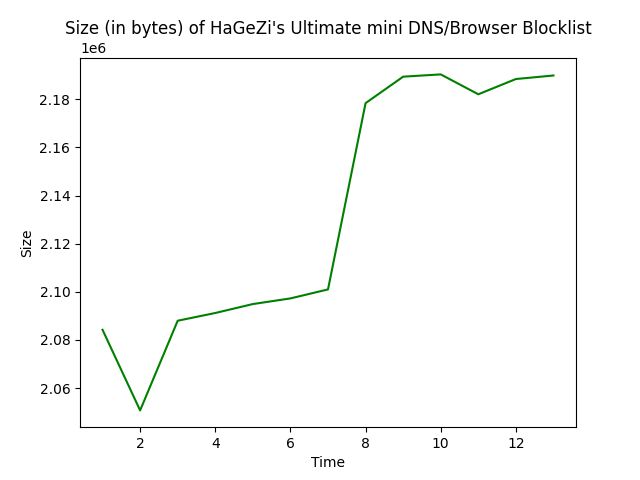 Size (in bytes) of HaGeZi's Ultimate mini DNS/Browser Blocklist
1e6
2.18
2.16
2.14
2.12
2.10
2.08
2.06
Size
2 4 6 8 10 12
Time